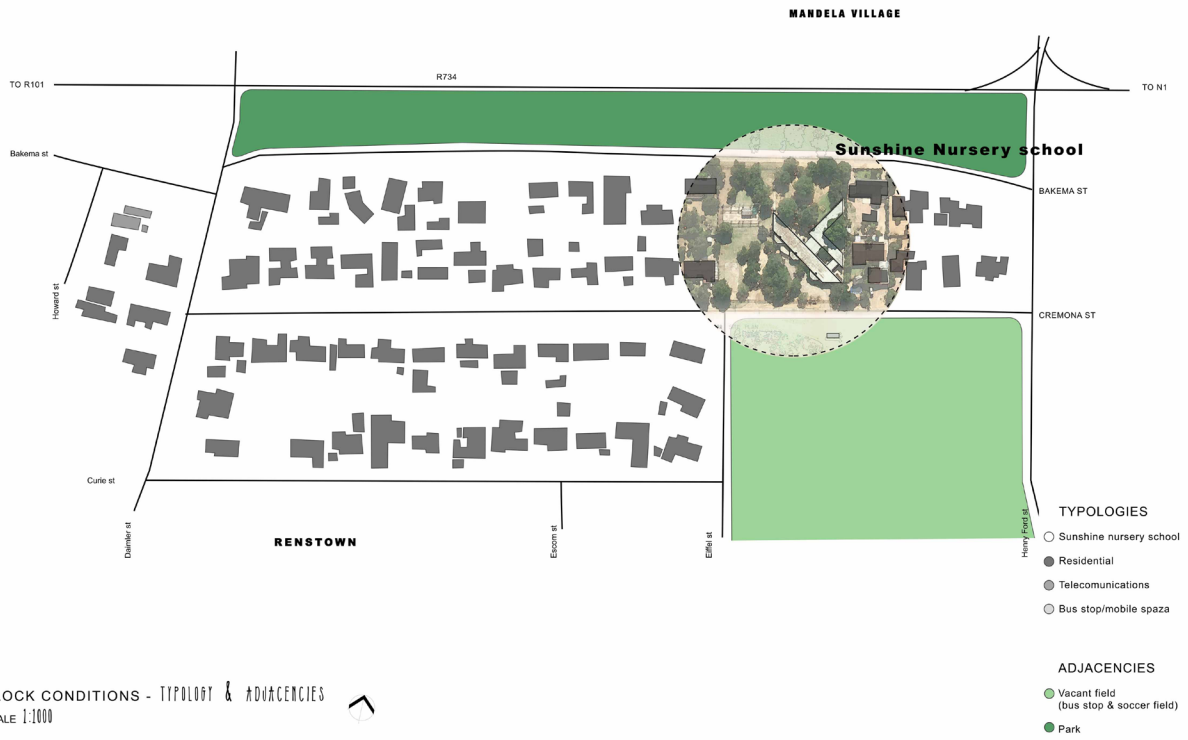 MANDELA VILLAGE
R734
TO R101
TO N1
Bakema st
Sunshine Nursery school
BAKEMA ST
Howard st
CREMONA ST
Curie st
Daimler st
RENSTOWN
Escom st
Eiffel st
Henry Ford st
TYPOLOGIES
Sunshine nursery school
Residential
Telecomunications
Bus stop/mobile spaza
ADJACENCIES
Vacant field
(bus stop & soccer field)
Park
LOCK CONDITIONS - TYPOLOGY & ADJACENCIES
ALE 1:1000